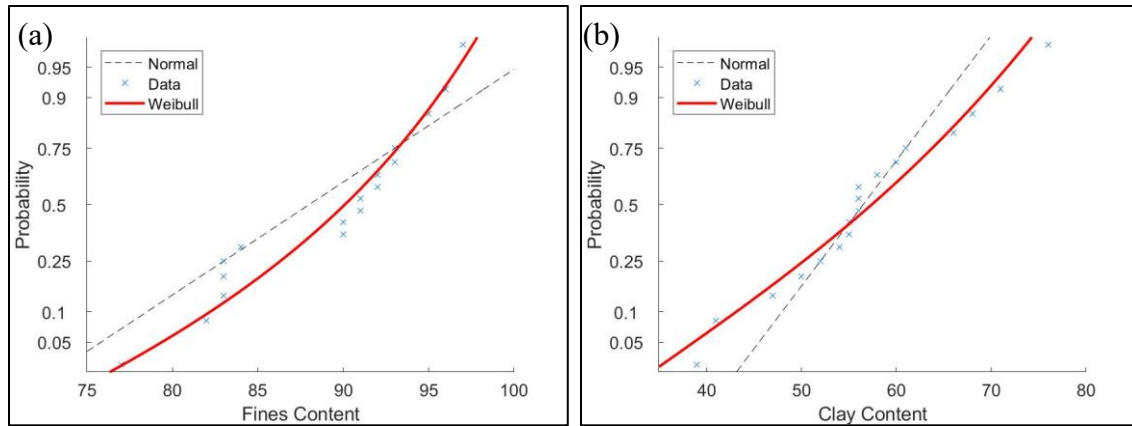 (a)
Normal
Data
Weibull
Probability
0.95
0.9
0.75
0.5
0.25
0.1
0.05
75 80 85 90 95 100
Fines Content
(b)
Normal
Data
Weibull
Probability
0.95
0.9
0.75
0.5
0.25
0.1
0.05
40 50 60 70 80
Clay Content